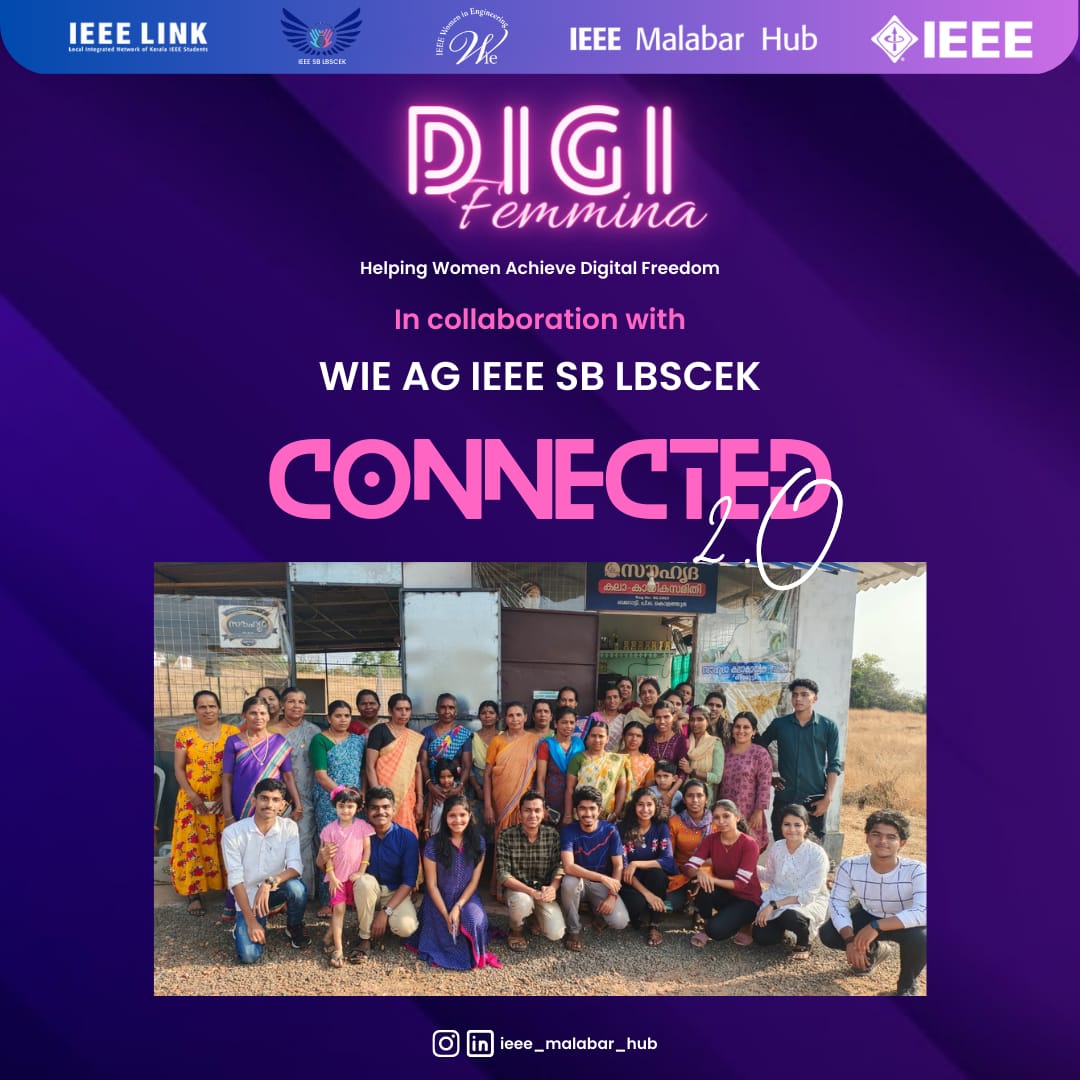 IEEE LINK
Local Integrated Network of Kerala IEEE Students
IEEE SB LBSCEK
IEEE Women in Engineering
WIe
IEEE Malabar Hub
IEEE
DIGI
Femmina
Helping Women Achieve Digital Freedom
In collaboration with
WIE AG IEEE SB LBSCEK
CONNECTED
2.0
സൗഹൃദ
കലാ-കായികസമിതി
സൗഹൃദ
ieee_malabar_hub